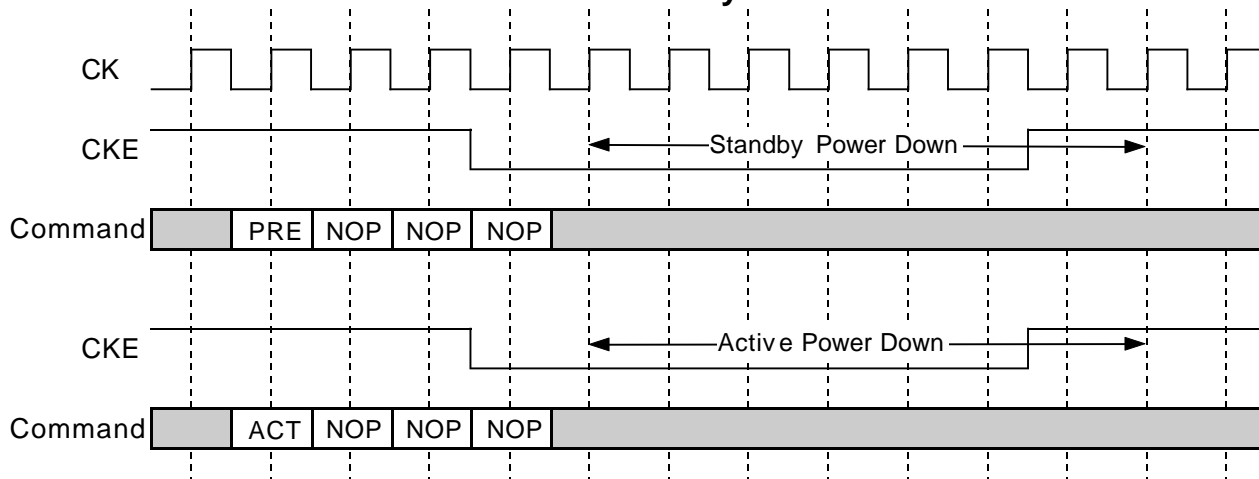 CK
CKE
Standby Power Down
Command
PRE NOP NOP NOP
CKE
Active Power Down
Command
ACT NOP NOP NOP